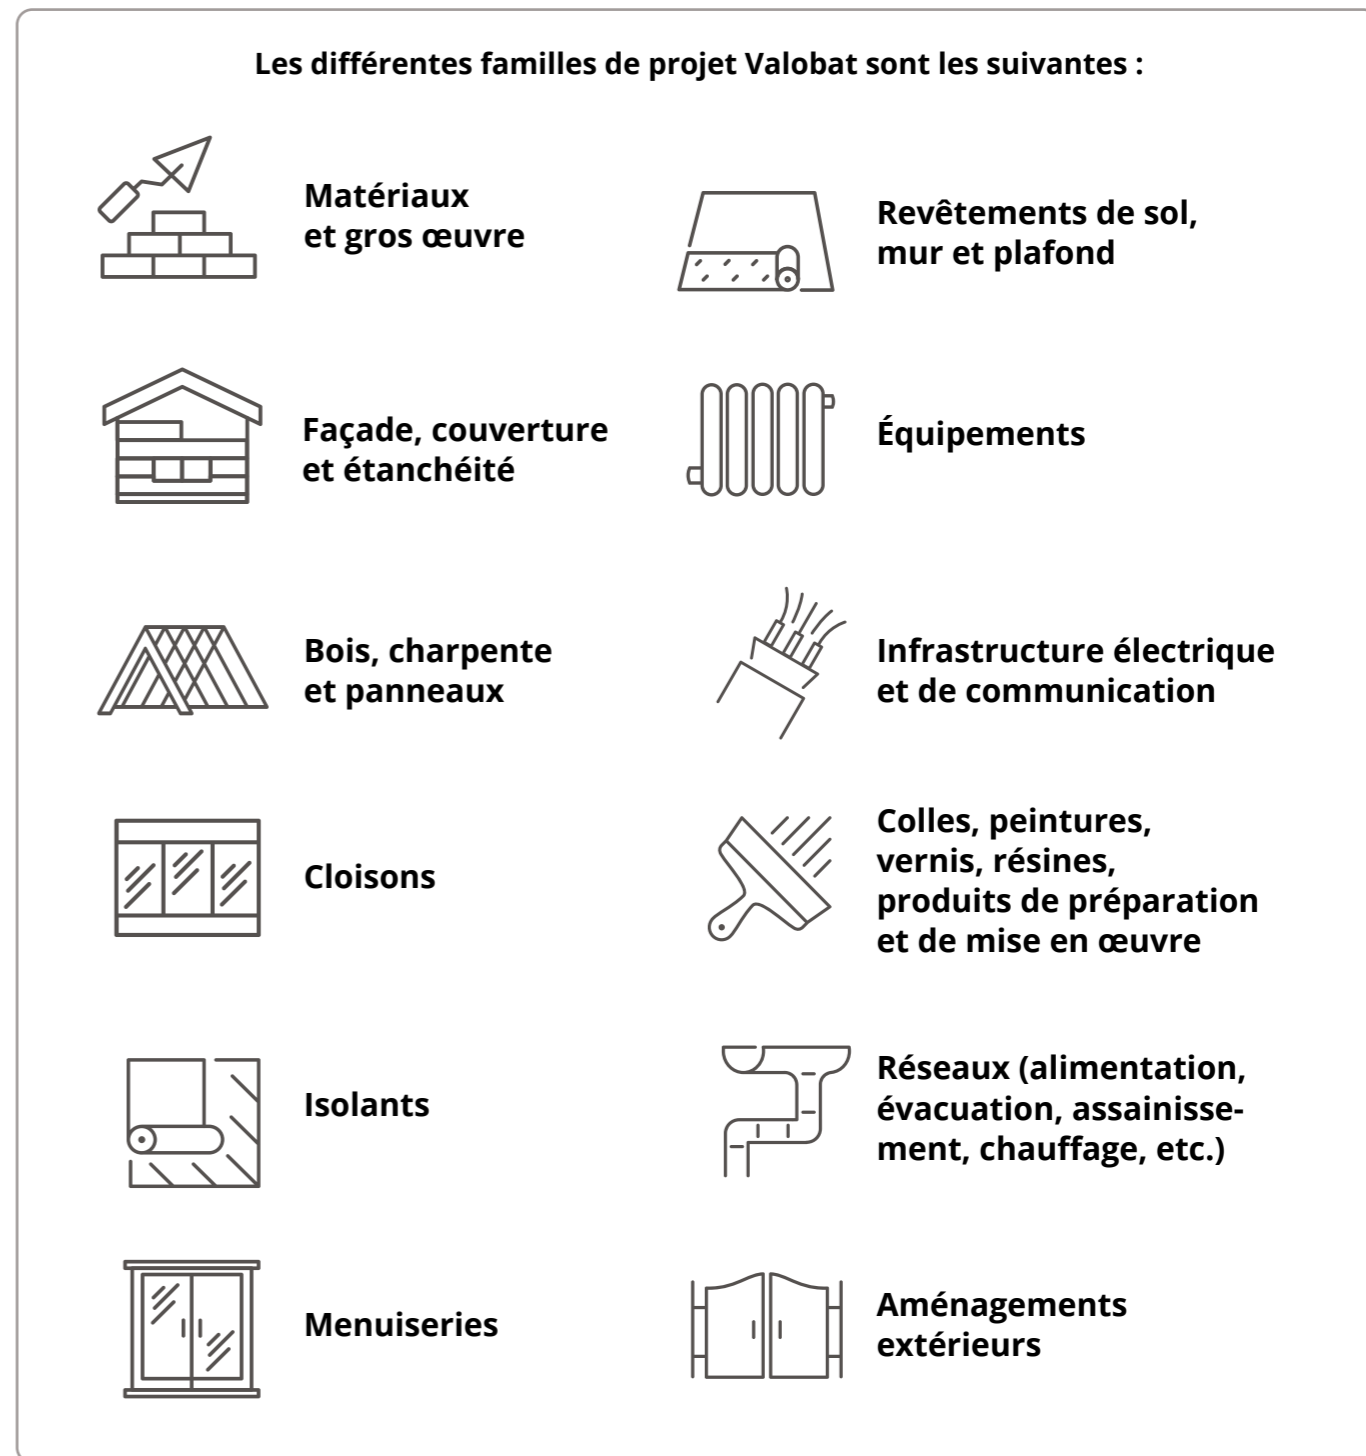 Les différentes familles de projet Valobat sont les suivantes :
Matériaux
et gros œuvre
Façade, couverture
et étanchéité
Bois, charpente
et panneaux
Cloisons
Isolants
Menuiseries
Revêtements de sol,
mur et plafond
Équipements
Infrastructure électrique
et de communication
Colles, peintures,
vernis, résines,
produits de préparation
et de mise en œuvre
Réseaux (alimentation,
évacuation, assainisse-
ment, chauffage, etc.)
Aménagements
extérieurs